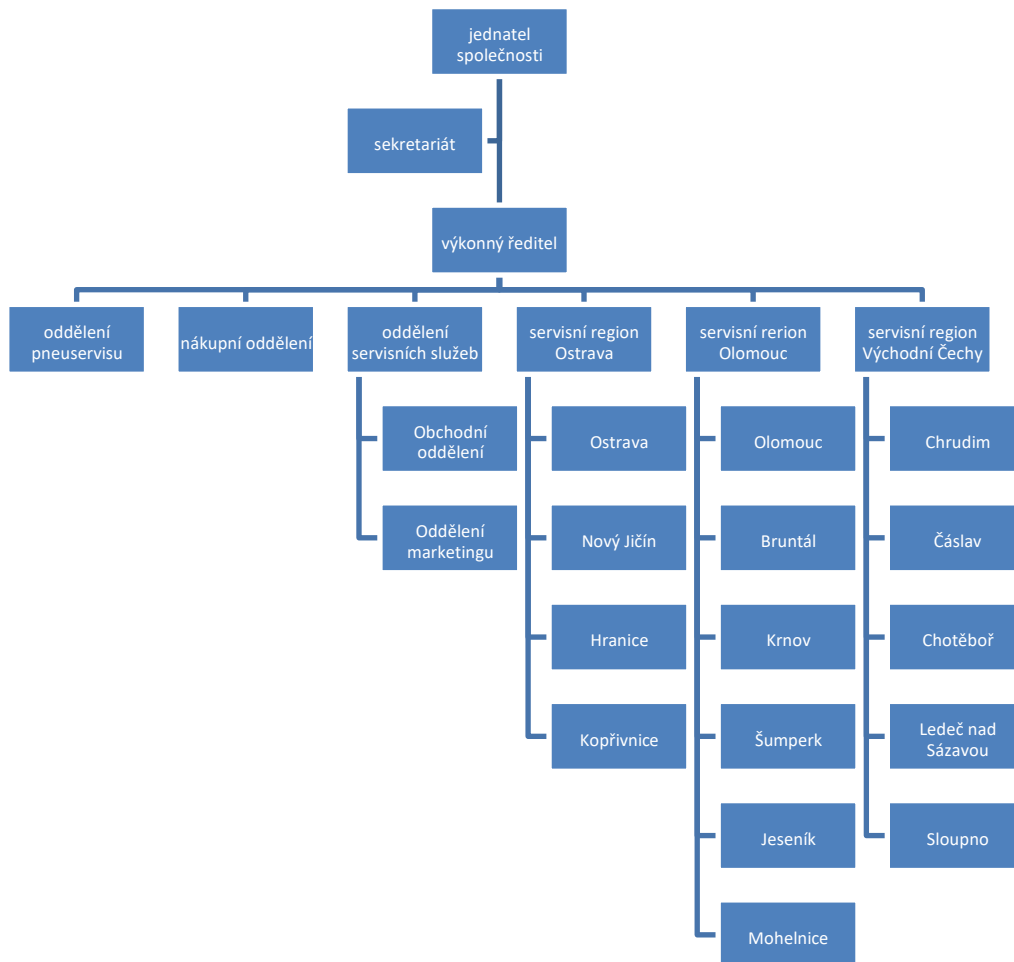 jednatel
společnosti
sekretariát
výkonný ředitel
oddělení
pneuservisu
nákupní oddělení
oddělení
servisních služeb
servisní region
Ostrava
servisní rerion
Olomouc
servisní region
Východní Čechy
Obchodní
oddělení
Oddělení
marketingu
Ostrava
Nový Jičín
Hranice
Kopřivnice
Olomouc
Bruntál
Krnov
Šumperk
Jeseník
Mohelnice
Chrudim
Čáslav
Chotěboř
Ledeč nad
Sázavou
Sloupno